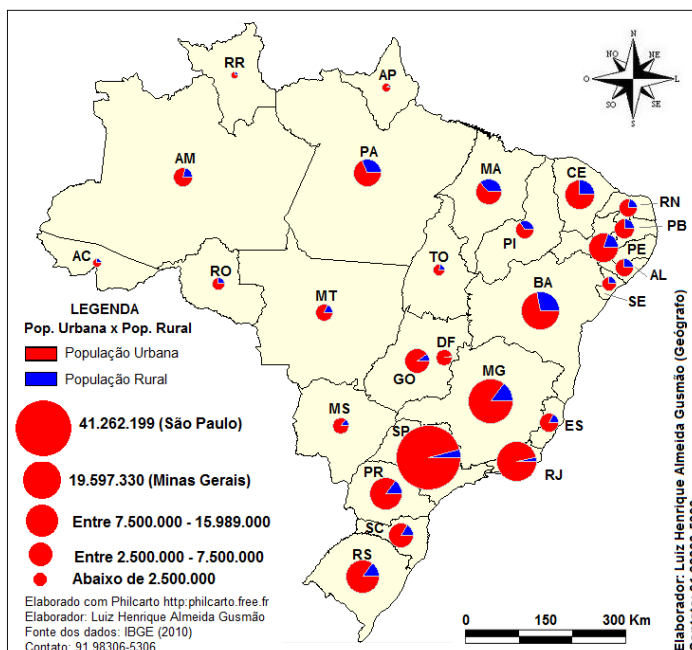 N
NO
NE
O
L
SO
SE
S
RR
AP
AM
PA
MA
CE
RN
PB
PE
PI
AL
SE
AC
RO
TO
MT
BA
DF
GO
MG
MS
ES
SP
RJ
PR
SC
RS
LEGENDA
Pop. Urbana x Pop. Rural
População Urbana
População Rural
41.262.199 (São Paulo)
19.597.330 (Minas Gerais)
Entre 7.500.000 - 15.989.000
Entre 2.500.000 - 7.500.000
Abaixo de 2.500.000
Elaborado com Philcarto http:philcarto.free.fr
Elaborador: Luiz Henrique Almeida Gusmão
Fonte dos dados: IBGE (2010)
Contato: 91 98306-5306
0 150 300 Km
Elaborador: Luiz Henrique Almeida Gusmão (Geógrafo)